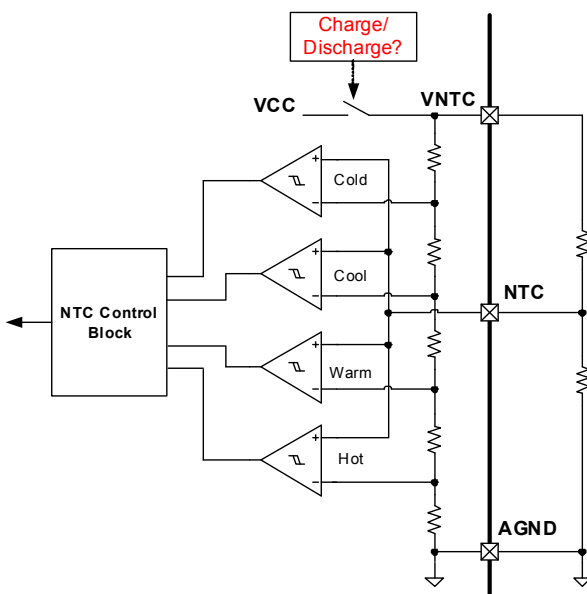 Charge/
Discharge?
VCC
VNTC
+
Cold
−
+
Cool
−
NTC Control
Block
NTC
+
Warm
−
+
Hot
−
AGND